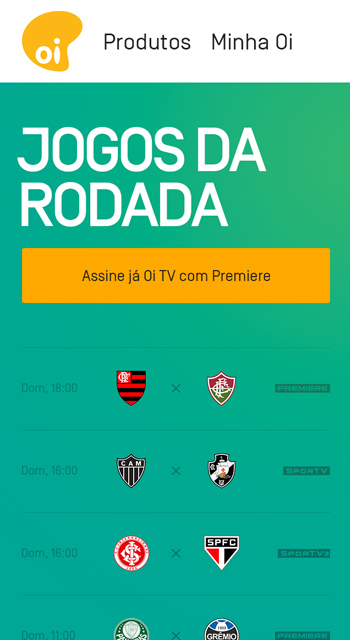 oi
Produtos Minha Oi
JOGOS DA
RODADA
Assine já Oi TV com Premiere
Dom, 18:00 × PREMIERE
Dom, 16:00 CAM × SPORTV
Dom, 16:00 × SPFC SPORTV3
Dom, 11:00 GRÊMIO PREMIERE